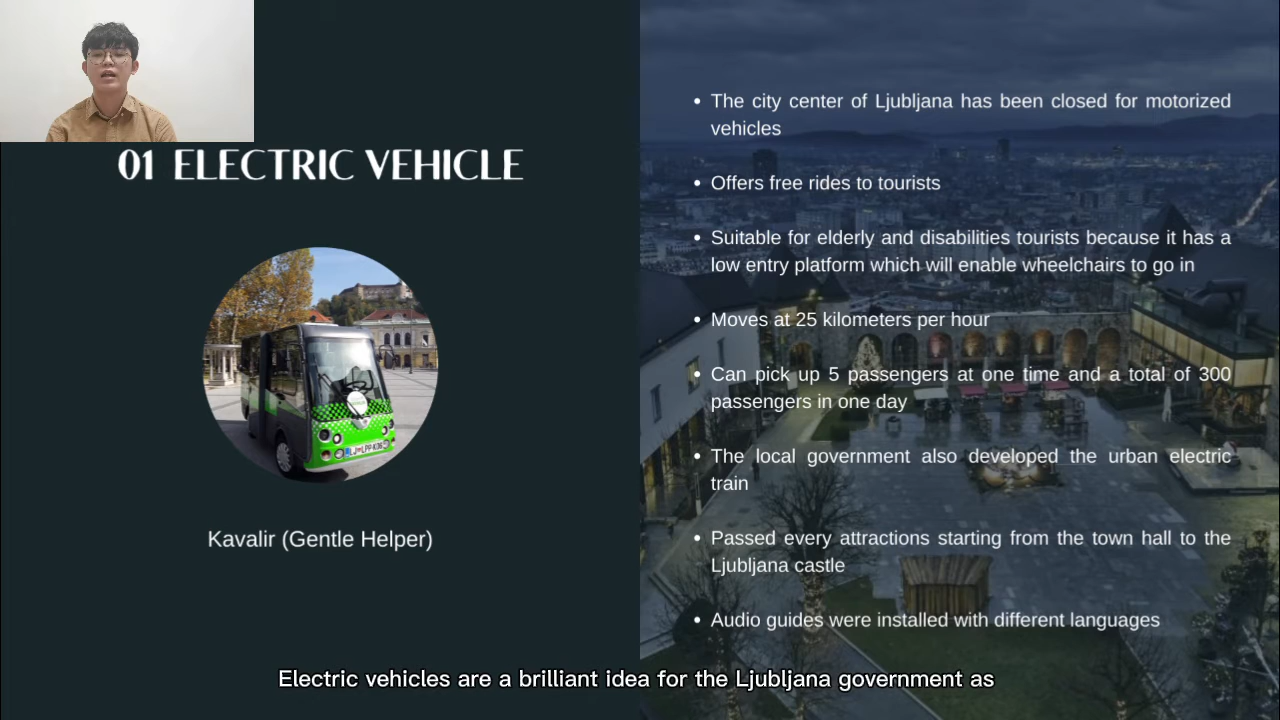 01 ELECTRIC VEHICLE
Kavalir (Gentle Helper)
• The city center of Ljubljana has been closed for motorized
vehicles
• Offers free rides to tourists
• Suitable for elderly and disabilities tourists because it has a
low entry platform which will enable wheelchairs to go in
• Moves at 25 kilometers per hour
• Can pick up 5 passengers at one time and a total of 300
passengers in one day
• The local government also developed the urban electric
train
• Passed every attractions starting from the town hall to the
Ljubljana castle
• Audio guides were installed with different languages
Electric vehicles are a brilliant idea for the Ljubljana government as